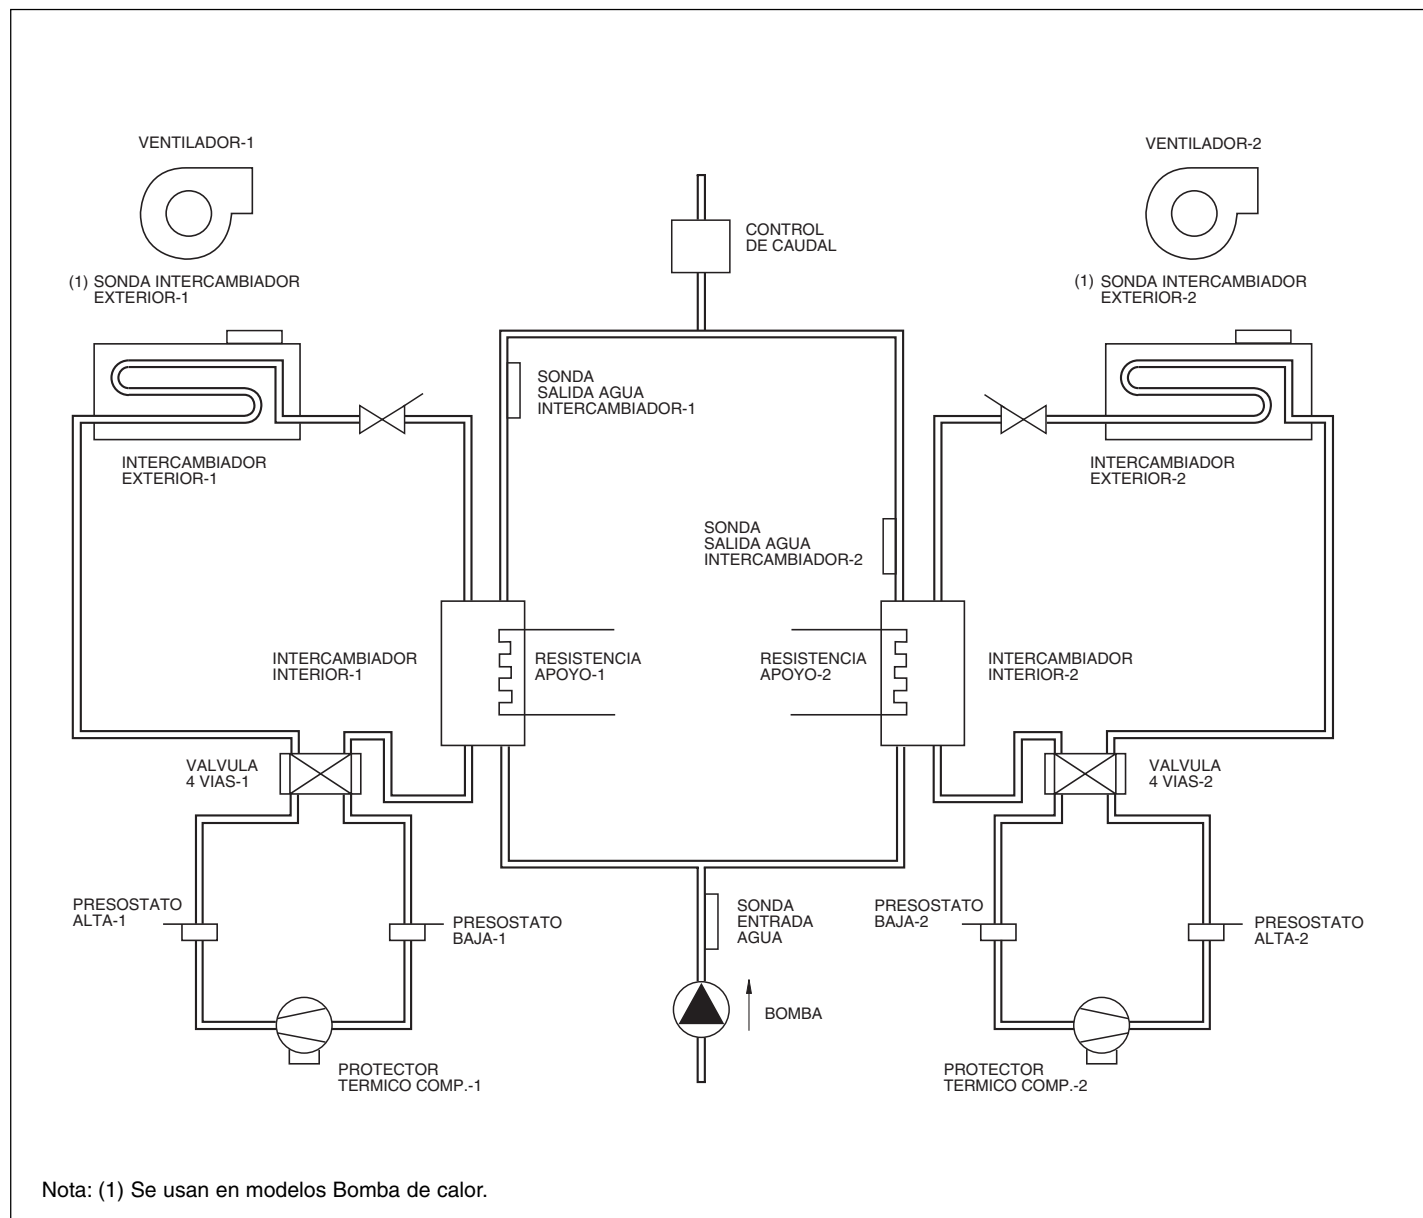 VENTILADOR-1
VENTILADOR-2
CONTROL
DE CAUDAL
(1) SONDA INTERCAMBIADOR
EXTERIOR-1
(1) SONDA INTERCAMBIADOR
EXTERIOR-2
SONDA
SALIDA AGUA
INTERCAMBIADOR-1
INTERCAMBIADOR
EXTERIOR-1
INTERCAMBIADOR
EXTERIOR-2
SONDA
SALIDA AGUA
INTERCAMBIADOR-2
INTERCAMBIADOR
INTERIOR-1
RESISTENCIA
APOYO-1
RESISTENCIA
APOYO-2
INTERCAMBIADOR
INTERIOR-2
VALVULA
4 VIAS-1
VALVULA
4 VIAS-2
PRESOSTATO
ALTA-1
PRESOSTATO
BAJA-1
SONDA
ENTRADA
AGUA
PRESOSTATO
BAJA-2
PRESOSTATO
ALTA-2
BOMBA
PROTECTOR
TERMICO COMP.-1
PROTECTOR
TERMICO COMP.-2
Nota: (1) Se usan en modelos Bomba de calor.